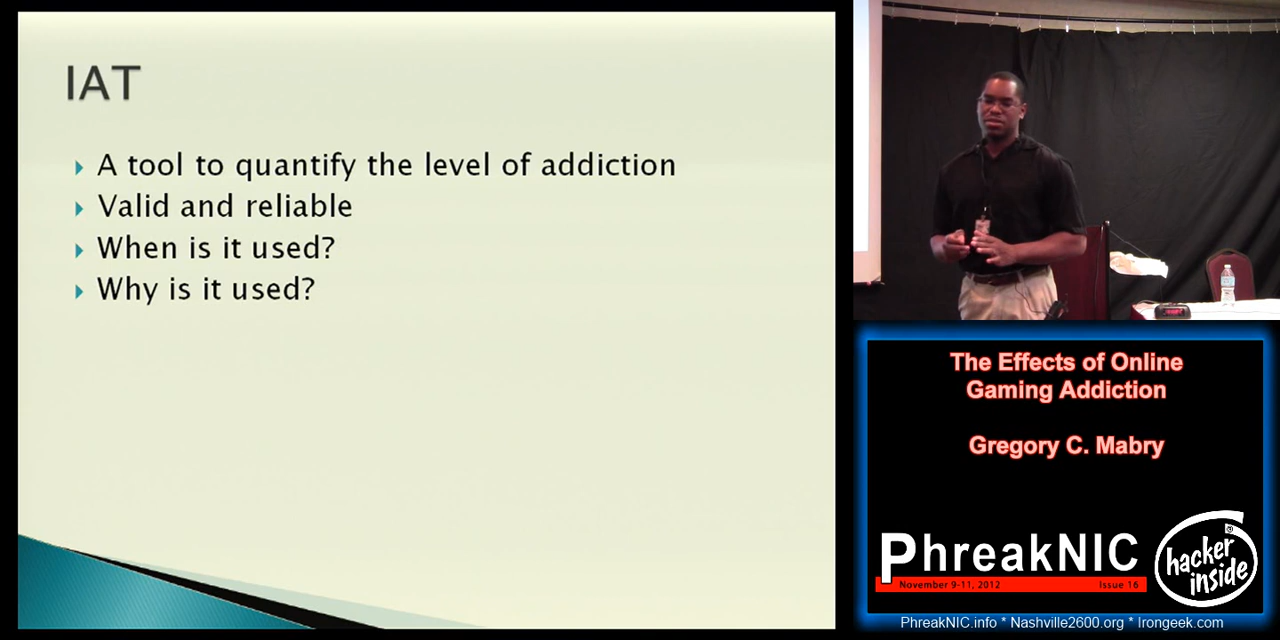 IAT
A tool to quantify the level of addiction
Valid and reliable
When is it used?
Why is it used?
The Effects of Online
Gaming Addiction
Gregory C. Mabry
PhreakNIC
November 9-11, 2012 Issue 16
hacker
inside
PhreakNIC.info * Nashville2600.org * Irongeek.com